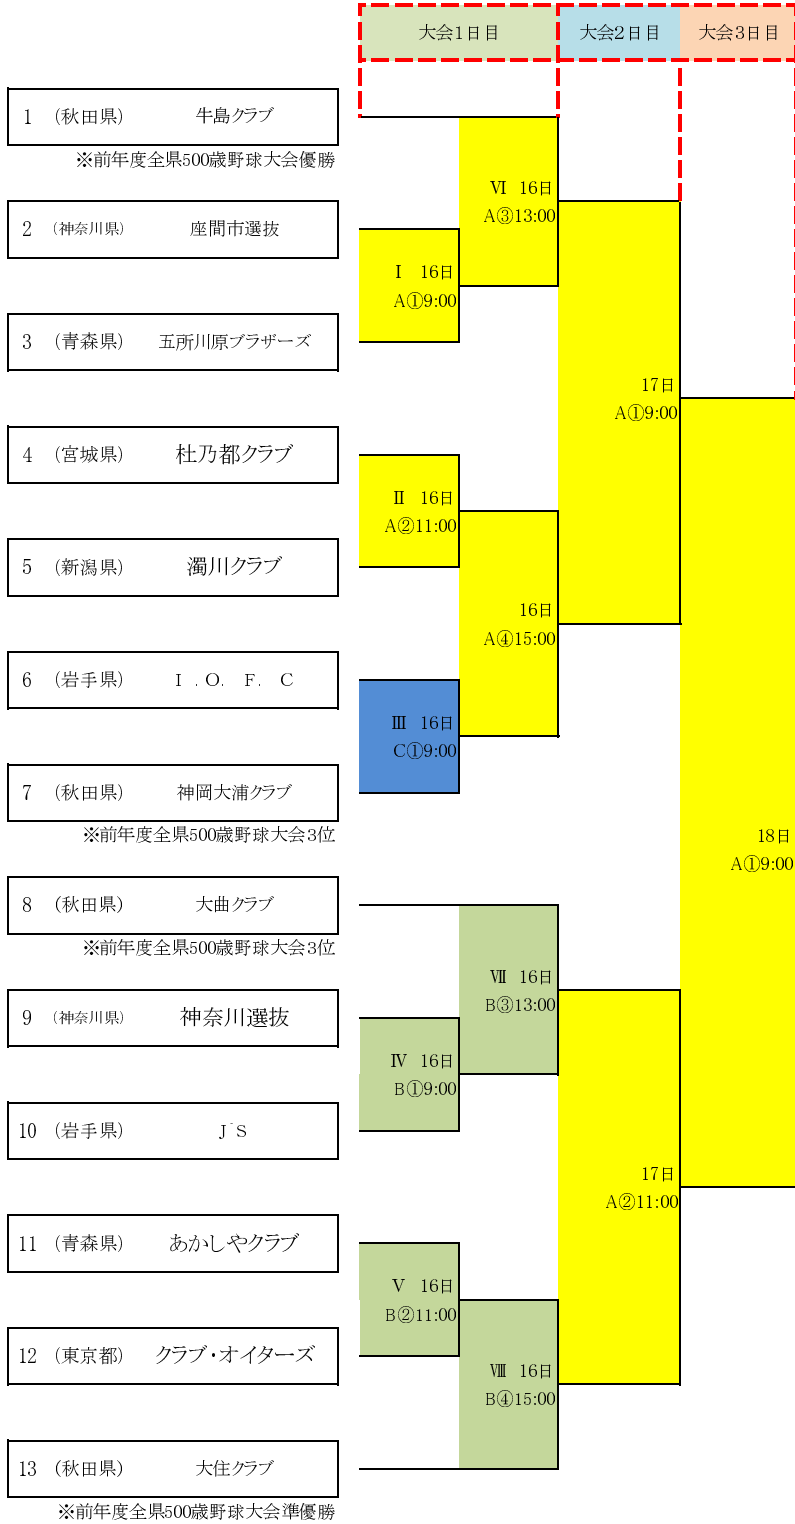 大会1日目 大会2日目 大会3日目
1 (秋田県) 牛島クラブ
※前年度全県500歳野球大会優勝
Ⅵ 16日
A③13:00
2 (神奈川県) 座間市選抜
Ⅰ 16日
A①9:00
3 (青森県) 五所川原ブラザーズ
17日
A①9:00
4 (宮城県) 杜乃都クラブ
Ⅱ 16日
A②11:00
5 (新潟県) 濁川クラブ
16日
A④15:00
6 (岩手県) I .O. F. C
Ⅲ 16日
C①9:00
7 (秋田県) 神岡大浦クラブ
※前年度全県500歳野球大会3位
18日
A①9:00
8 (秋田県) 大曲クラブ
※前年度全県500歳野球大会3位
Ⅶ 16日
B③13:00
9 (神奈川県) 神奈川選抜
Ⅳ 16日
B①9:00
10 (岩手県) J´S
17日
A②11:00
11 (青森県) あかしやクラブ
Ⅴ 16日
B②11:00
12 (東京都) クラブ・オイターズ
Ⅷ 16日
B④15:00
13 (秋田県) 大住クラブ
※前年度全県500歳野球大会準優勝